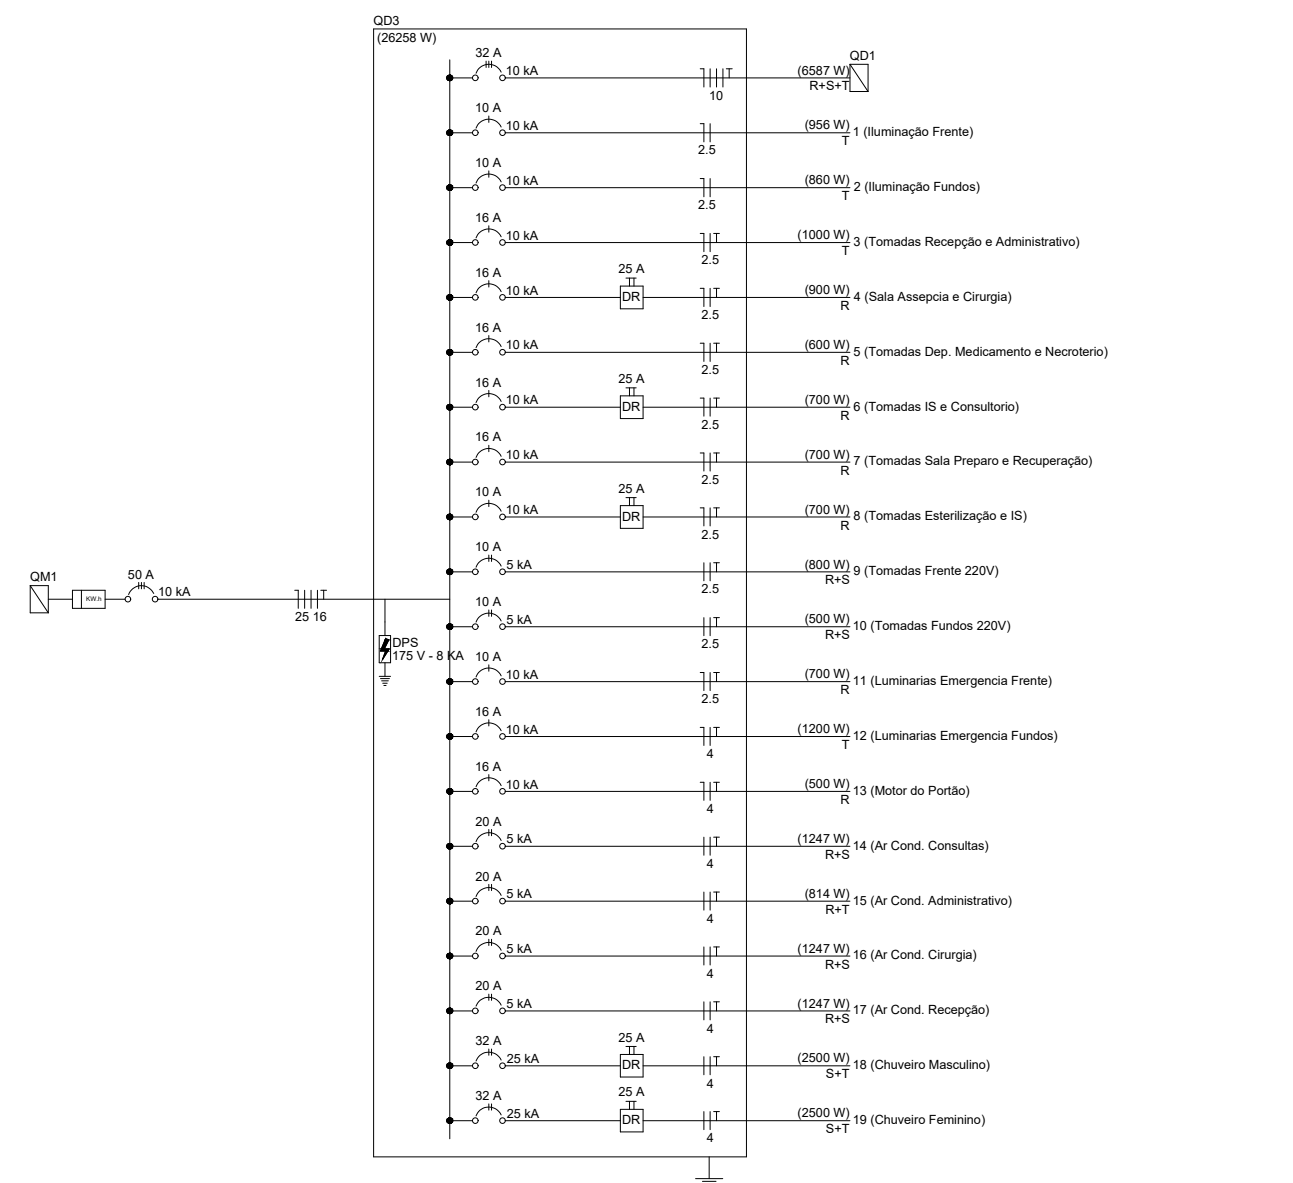 QD3
(26258 W)
32 A
10 kA
T
10
(6587 W)
R+S+T
QD1
10 A
10 kA
2.5
(956 W)
T
1 (Iluminação Frente)
10 A
10 kA
2.5
(860 W)
T
2 (Iluminação Fundos)
16 A
10 kA
T
2.5
(1000 W)
T
3 (Tomadas Recepção e Administrativo)
16 A
10 kA
25 A
DR
T
2.5
(900 W)
R
4 (Sala Assepcia e Cirurgia)
16 A
10 kA
T
2.5
(600 W)
R
5 (Tomadas Dep. Medicamento e Necroterio)
16 A
10 kA
25 A
DR
T
2.5
(700 W)
R
6 (Tomadas IS e Consultorio)
16 A
10 kA
T
2.5
(700 W)
R
7 (Tomadas Sala Preparo e Recuperação)
10 A
10 kA
25 A
DR
T
2.5
(700 W)
R
8 (Tomadas Esterilização e IS)
10 A
5 kA
T
2.5
(800 W)
R+S
9 (Tomadas Frente 220V)
QM1
KW.h
50 A
10 kA
T
25 16
DPS
175 V - 8 KA
10 A
5 kA
T
2.5
(500 W)
R+S
10 (Tomadas Fundos 220V)
10 A
10 kA
T
2.5
(700 W)
R
11 (Luminarias Emergencia Frente)
16 A
10 kA
T
4
(1200 W)
T
12 (Luminarias Emergencia Fundos)
16 A
10 kA
T
4
(500 W)
R
13 (Motor do Portão)
20 A
5 kA
T
4
(1247 W)
R+S
14 (Ar Cond. Consultas)
20 A
5 kA
T
4
(814 W)
R+T
15 (Ar Cond. Administrativo)
20 A
5 kA
T
4
(1247 W)
R+S
16 (Ar Cond. Cirurgia)
20 A
5 kA
T
4
(1247 W)
R+S
17 (Ar Cond. Recepção)
32 A
25 kA
25 A
DR
T
4
(2500 W)
S+T
18 (Chuveiro Masculino)
32 A
25 kA
25 A
DR
T
4
(2500 W)
S+T
19 (Chuveiro Feminino)